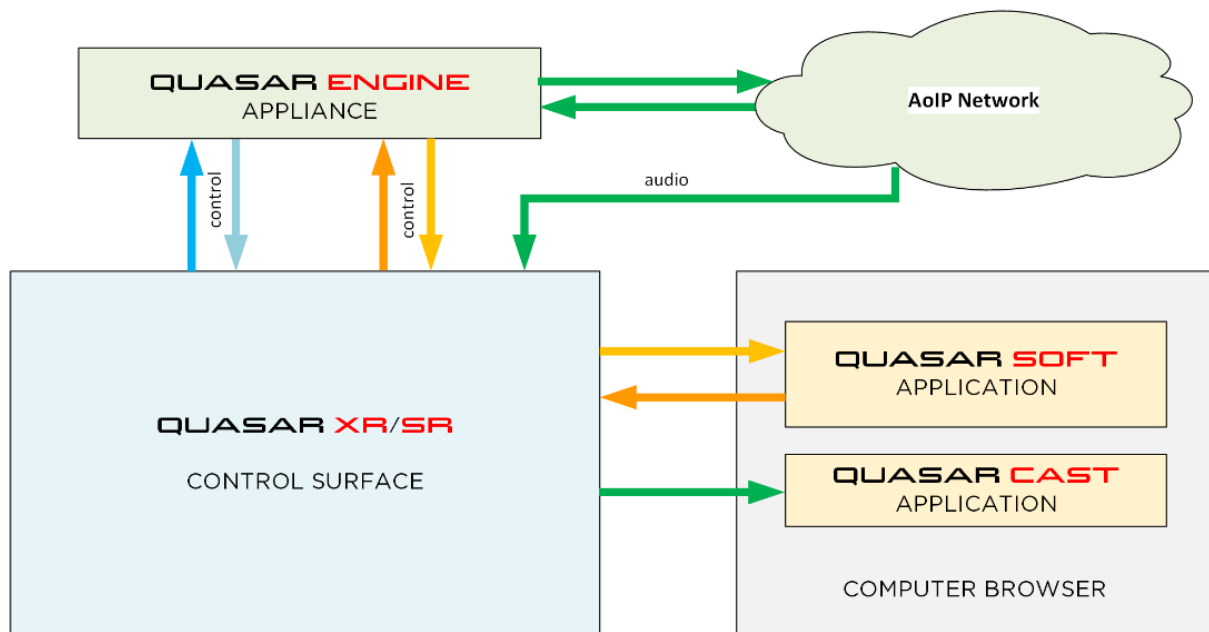 QUASAR ENGINE
APPLIANCE
AoIP Network
control
control
audio
QUASAR XR/SR
CONTROL SURFACE
QUASAR SOFT
APPLICATION
QUASAR CAST
APPLICATION
COMPUTER BROWSER